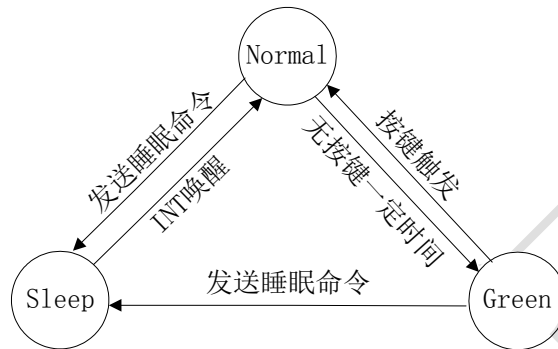 Normal
发送睡眠命令
INT唤醒
无按键一定时间
按键触发
Sleep
发送睡眠命令
Green